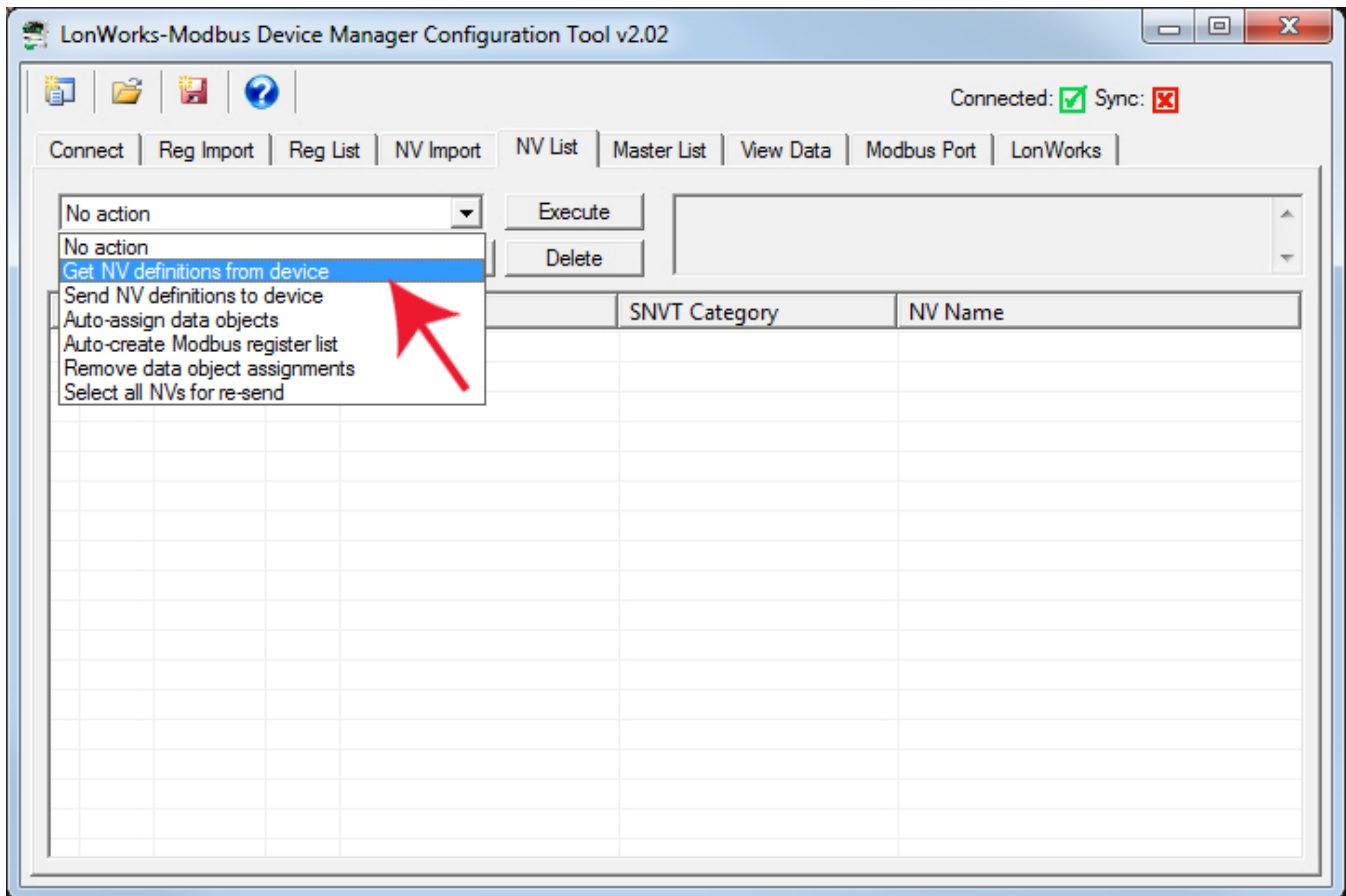 LonWorks-Modbus Device Manager Configuration Tool v2.02
Connected: Sync:
Connect Reg Import Reg List NV Import NV List Master List View Data Modbus Port LonWorks
No action Execute
No action
Get NV definitions from device Delete
Send NV definitions to device
Auto-assign data objects
Auto-create Modbus register list
Remove data object assignments
Select all NVs for re-send
SNVT Category NV Name